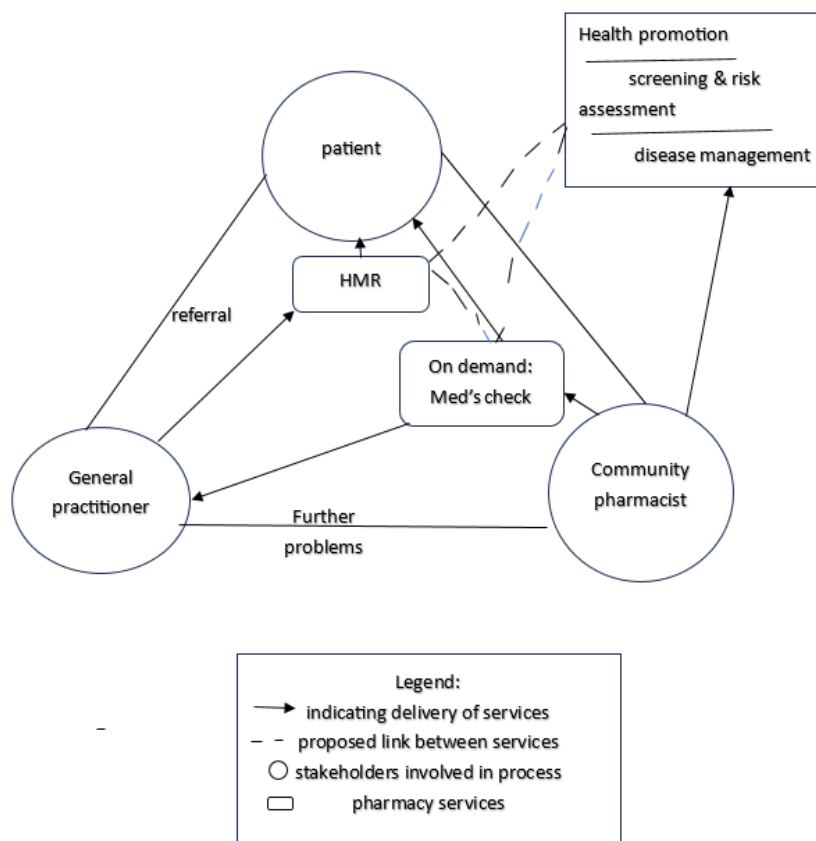 Health promotion
screening & risk
assessment
disease management
patient
HMR
referral
On demand:
Med's check
General
practitioner
Community
pharmacist
Further
problems
Legend:
indicating delivery of services
proposed link between services
stakeholders involved in process
pharmacy services